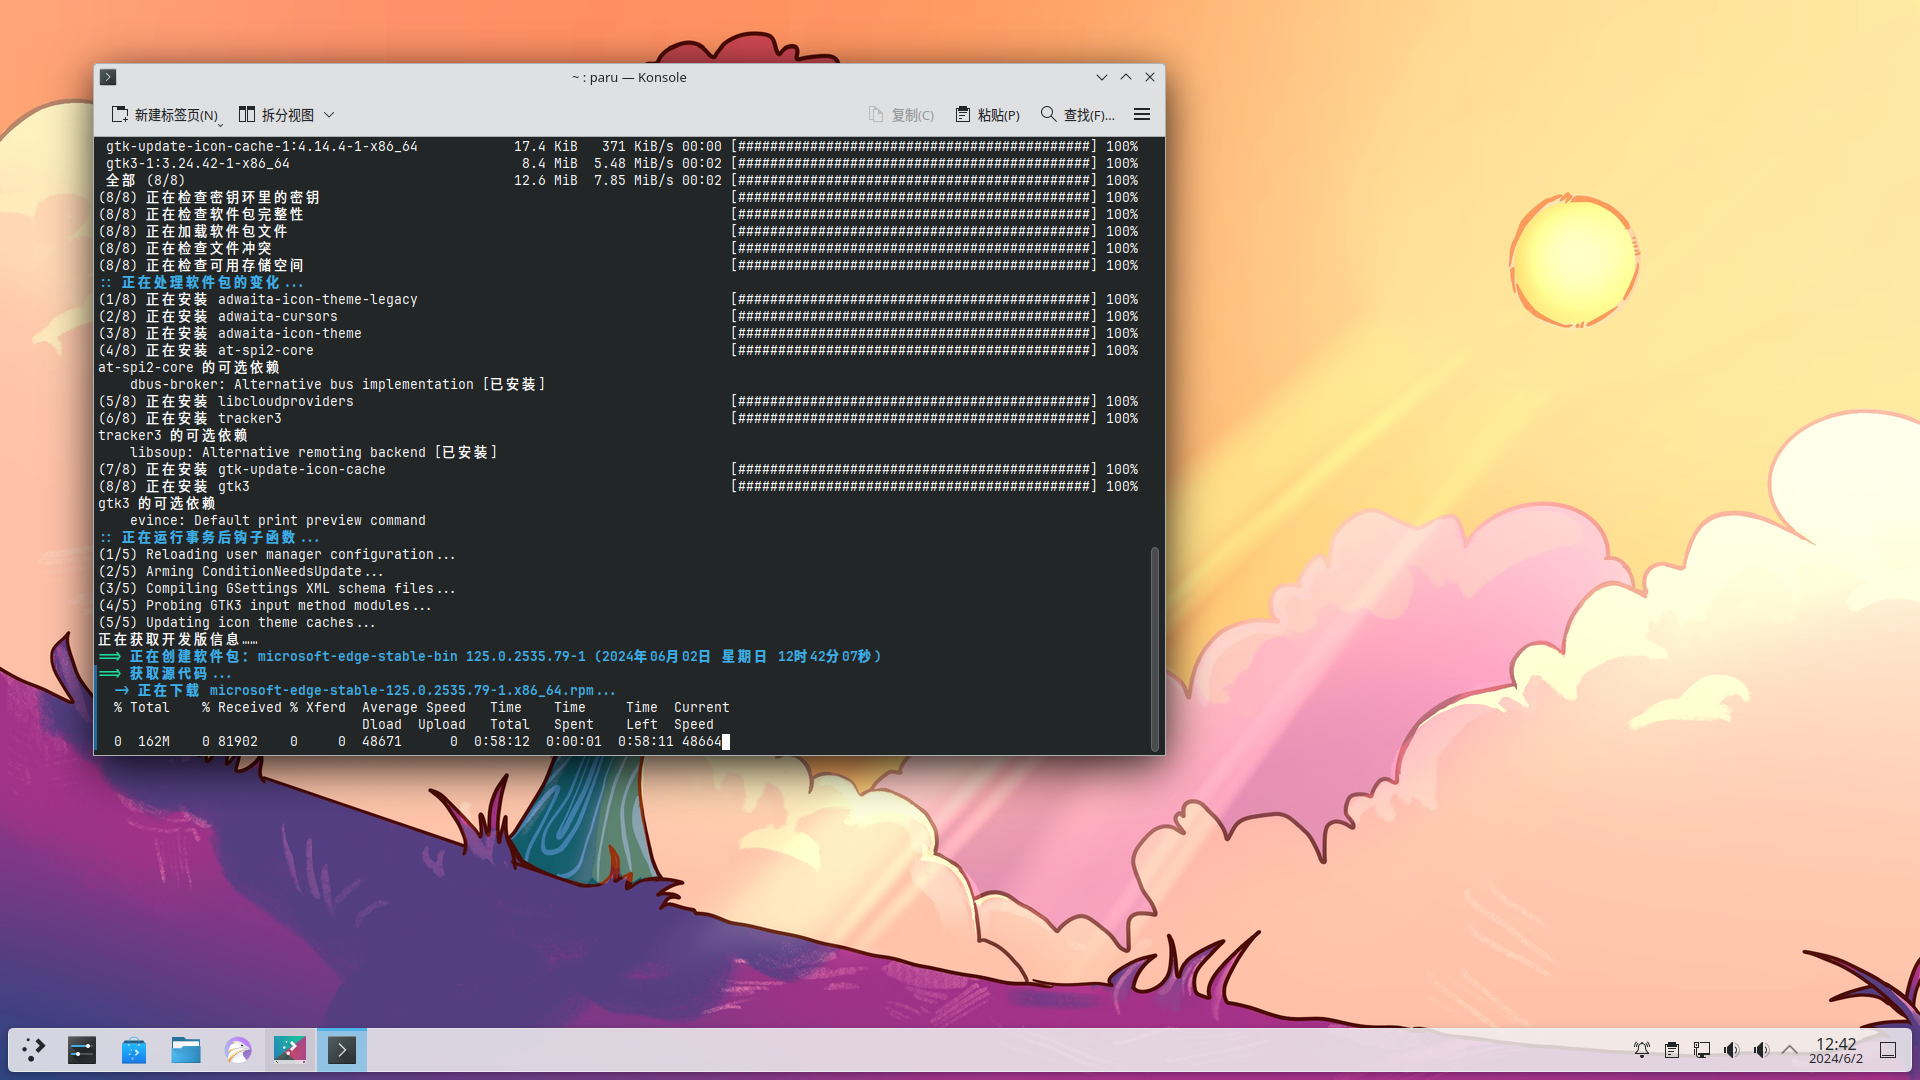 ~ : paru — Konsole
新建标签页(N) 拆分视图 复制(C) 粘贴(P) 查找(F)...
gtk-update-icon-cache-1:4.14.4-1-x86_64 17.4 KiB 371 KiB/s 00:00 [############################################] 100%
gtk3-1:3.24.42-1-x86_64 8.4 MiB 5.48 MiB/s 00:02 [############################################] 100%
全部 (8/8) 12.6 MiB 7.85 MiB/s 00:02 [############################################] 100%
(8/8) 正在检查密钥环里的密钥 [############################################] 100%
(8/8) 正在检查软件包完整性 [############################################] 100%
(8/8) 正在加载软件包文件 [############################################] 100%
(8/8) 正在检查文件冲突 [############################################] 100%
(8/8) 正在检查可用存储空间 [############################################] 100%
:: 正在处理软件包的变化...
(1/8) 正在安装 adwaita-icon-theme-legacy [############################################] 100%
(2/8) 正在安装 adwaita-cursors [############################################] 100%
(3/8) 正在安装 adwaita-icon-theme [############################################] 100%
(4/8) 正在安装 at-spi2-core [############################################] 100%
at-spi2-core 的可选依赖
dbus-broker: Alternative bus implementation [已安装]
(5/8) 正在安装 libcloudproviders [############################################] 100%
(6/8) 正在安装 tracker3 [############################################] 100%
tracker3 的可选依赖
libsoup: Alternative remoting backend [已安装]
(7/8) 正在安装 gtk-update-icon-cache [############################################] 100%
(8/8) 正在安装 gtk3 [############################################] 100%
gtk3 的可选依赖
evince: Default print preview command
:: 正在运行事务后钩子函数...
(1/5) Reloading user manager configuration...
(2/5) Arming ConditionNeedsUpdate...
(3/5) Compiling GSettings XML schema files...
(4/5) Probing GTK3 input method modules...
(5/5) Updating icon theme caches...
正在获取开发版信息……
==> 正在创建软件包：microsoft-edge-stable-bin 125.0.2535.79-1 (2024年06月02日 星期日 12时42分07秒)
==> 获取源代码...
-> 正在下载 microsoft-edge-stable-125.0.2535.79-1.x86_64.rpm...
% Total % Received % Xferd Average Speed Time Time Time Current
Dload Upload Total Spent Left Speed
0 162M 0 81902 0 0 48671 0 0:58:12 0:00:01 0:58:11 48664
12:42
2024/6/2